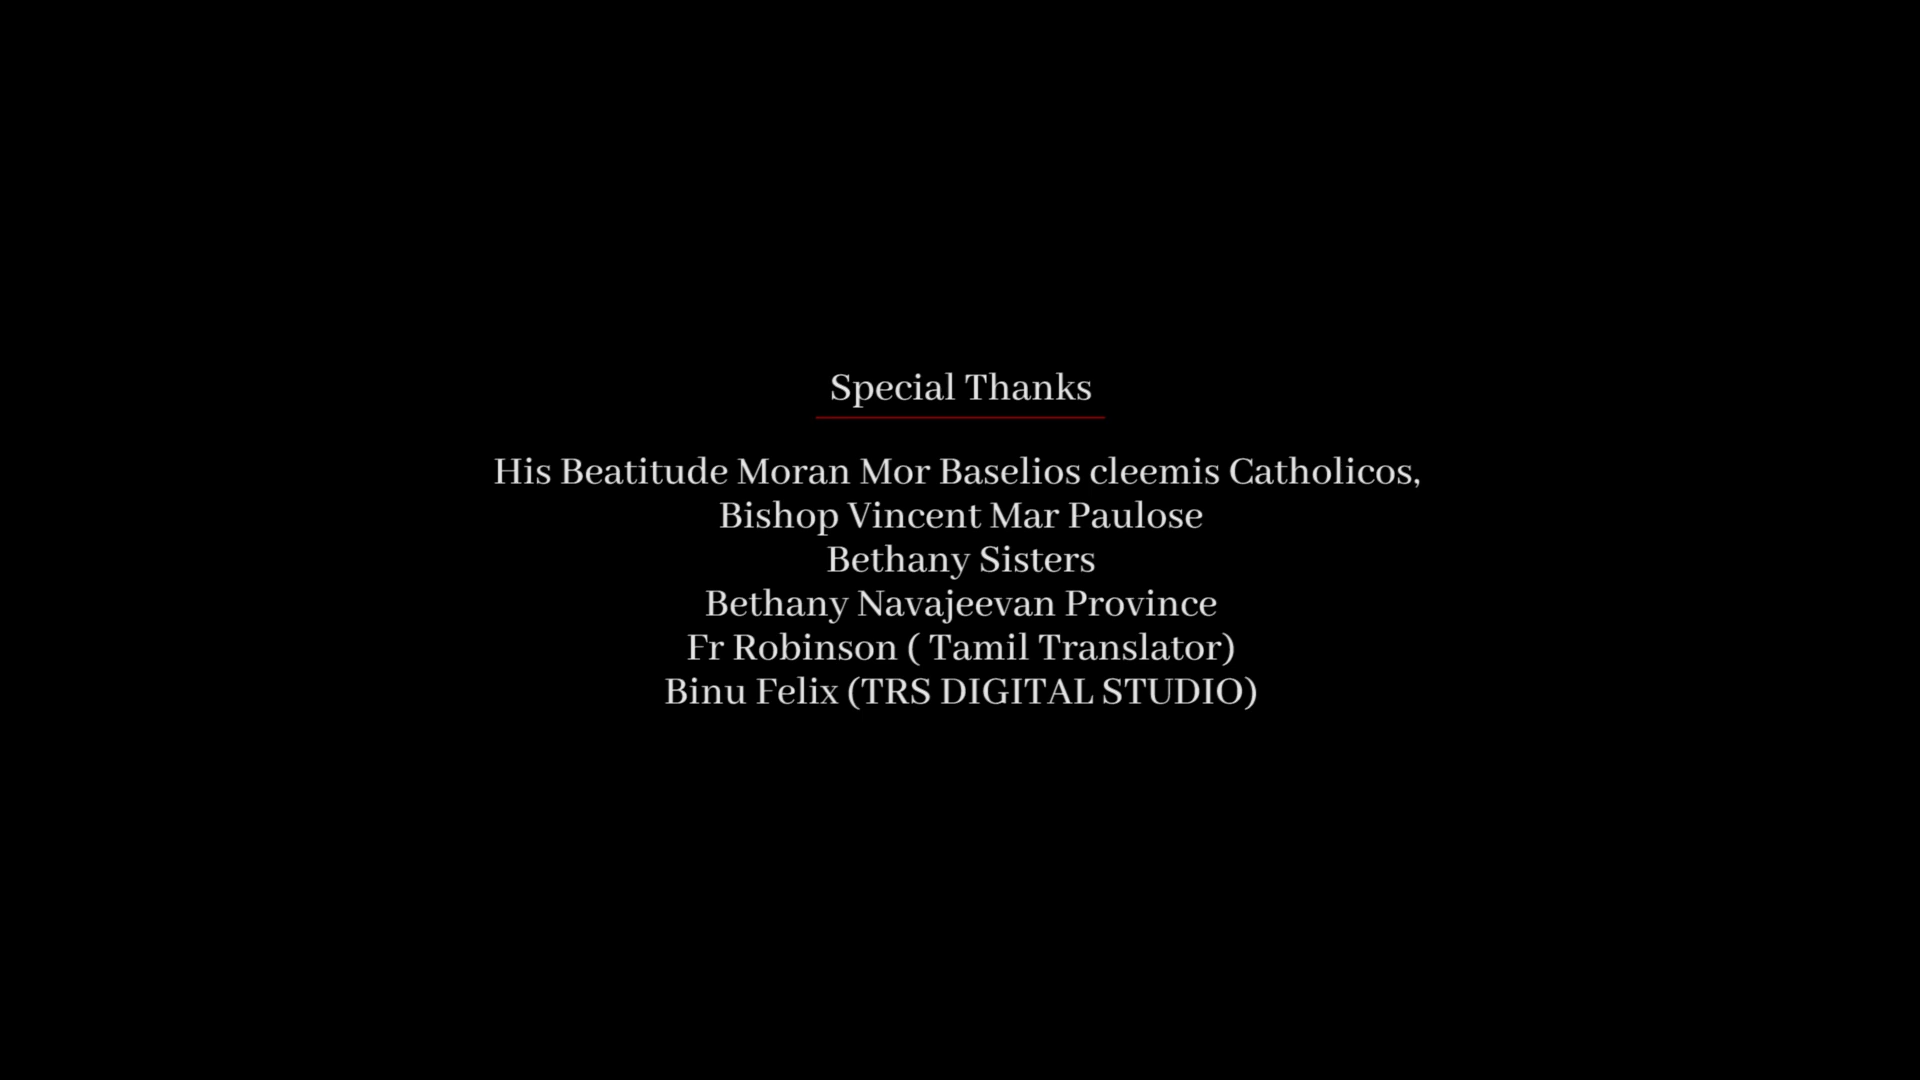 Special Thanks
His Beatitude Moran Mor Baselios cleemis Catholicos,
Bishop Vincent Mar Paulose
Bethany Sisters
Bethany Navajeevan Province
Fr Robinson ( Tamil Translator)
Binu Felix (TRS DIGITAL STUDIO)